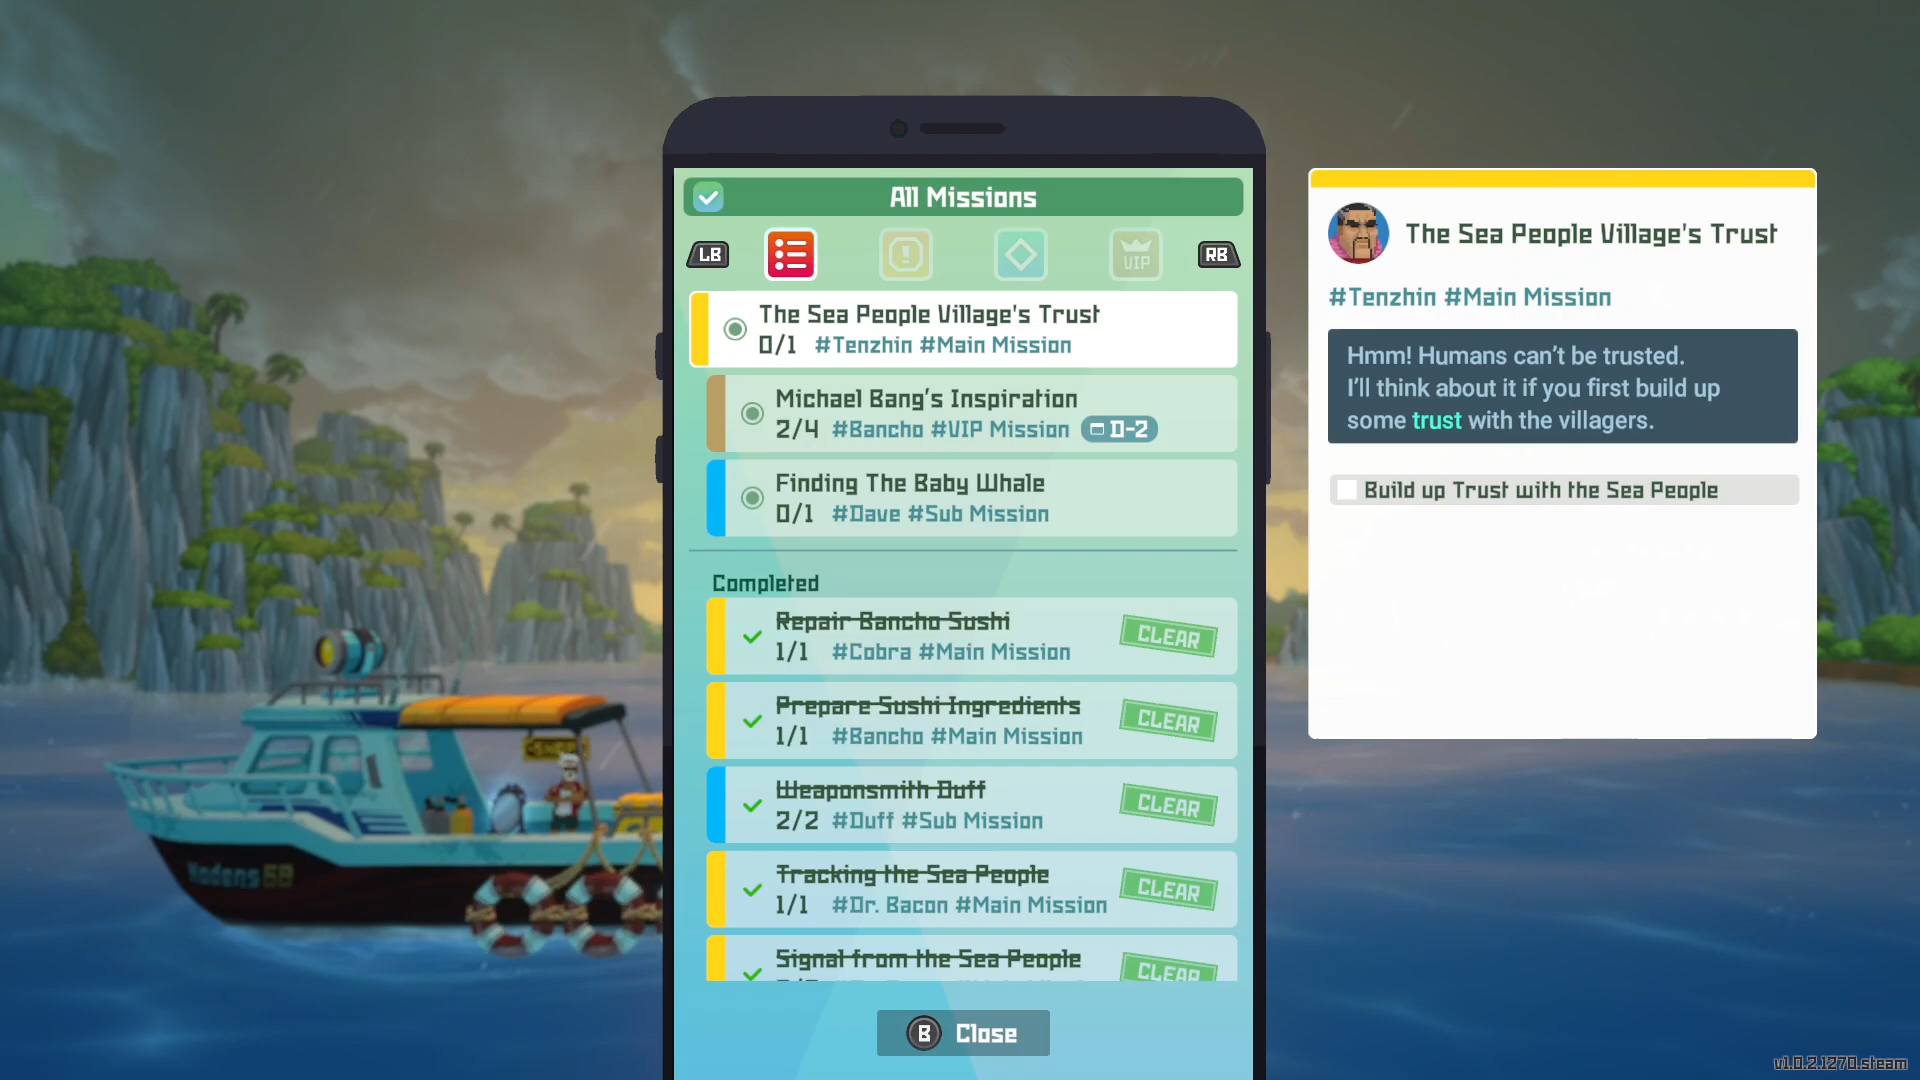 All Missions
LB
VIP
RB
The Sea People Village's Trust
0/1 #Tenzhin #Main Mission
Michael Bang's Inspiration
2/4 #Bancho #VIP Mission D-2
Finding The Baby Whale
0/1 #Dave #Sub Mission
Completed
Repair Bancho Sushi
1/1 #Cobra #Main Mission
CLEAR
Prepare Sushi Ingredients
1/1 #Bancho #Main Mission
CLEAR
Weaponsmith Duff
2/2 #Duff #Sub Mission
CLEAR
Tracking the Sea People
1/1 #Dr. Bacon #Main Mission
CLEAR
Signal from the Sea People
CLEAR
B Close
The Sea People Village's Trust
#Tenzhin #Main Mission
Hmm! Humans can't be trusted.
I'll think about it if you first build up
some trust with the villagers.
Build up Trust with the Sea People
v1.0.2.1270.steam